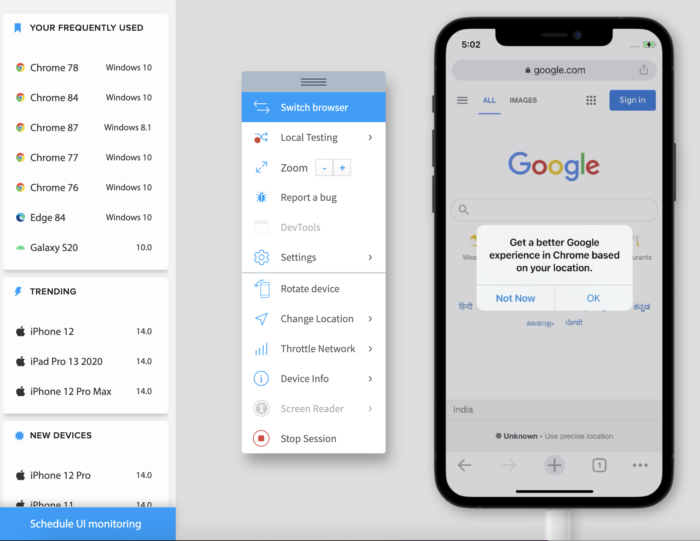 YOUR FREQUENTLY USED
Chrome 78 Windows 10
Chrome 84 Windows 10
Chrome 87 Windows 8.1
Chrome 77 Windows 10
Chrome 76 Windows 10
Edge 84 Windows 10
Galaxy S20 10.0
TRENDING
iPhone 12 14.0
iPad Pro 13 2020 14.0
iPhone 12 Pro Max 14.0
NEW DEVICES
iPhone 12 Pro 14.0
iPhone 11 14.0
Schedule UI monitoring
Switch browser
Local Testing
Zoom - +
Report a bug
DevTools
Settings
Rotate device
Change Location
Throttle Network
Device Info
Screen Reader
Stop Session
5:02
google.com
ALL IMAGES Sign in
Google
Get a better Google
experience in Chrome based
on your location.
Not Now OK
हिन्दी ಕನ್ನಡ
മലയാളം ਪੰਜਾਬੀ
India
Unknown - Use precise location
1